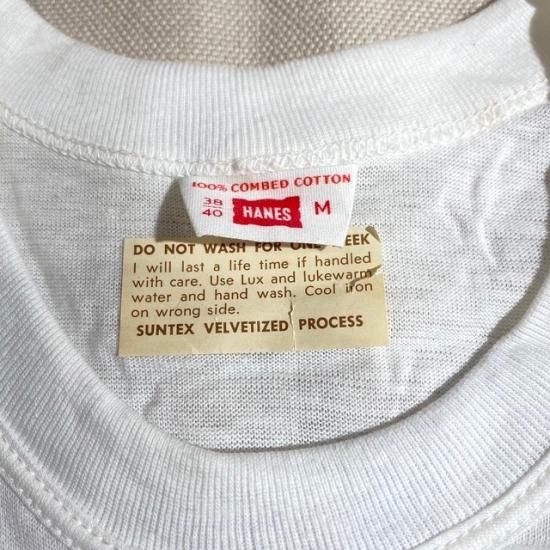 100% COMBED COTTON
38
40 HANES M
DO NOT WASH FOR ONE WEEK
I will last a life time if handled
with care. Use Lux and lukewarm
water and hand wash. Cool iron
on wrong side.
SUNTEX VELVETIZED PROCESS